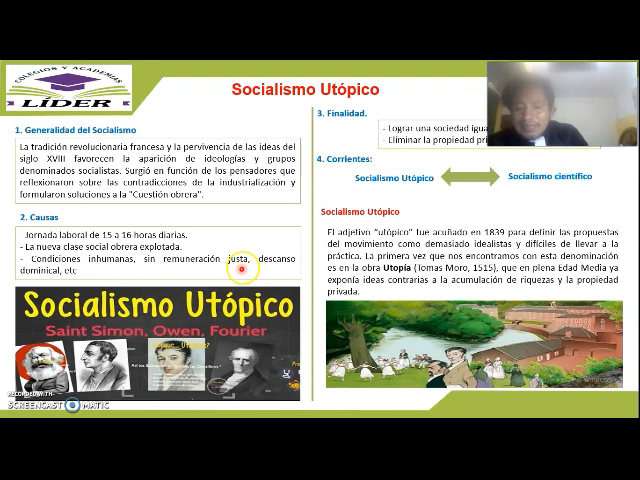 COLEGIOS Y ACADEMIAS
LÍDER
Socialismo Utópico
1. Generalidad del Socialismo
La tradición revolucionaria francesa y la pervivencia de las ideas del
siglo XVIII favorecen la aparición de ideologías y grupos
denominados socialistas. Surgió en función de los pensadores que
reflexionaron sobre las contradicciones de la industrialización y
formularon soluciones a la "Cuestión obrera".
2. Causas
Jornada laboral de 15 a 16 horas diarias.
- La nueva clase social obrera explotada.
- Condiciones inhumanas, sin remuneración justa, descanso
dominical, etc
Socialismo Utópico
Saint Simon, Owen, Fourier
RECORDED WITH
SCREENCAST MATIC
3. Finalidad.
- Lograr una sociedad
- Eliminar la propiedad
4. Corrientes:
Socialismo Utópico
Socialismo científico
Socialismo Utópico
El adjetivo "utópico" fue acuñado en 1839 para definir las propuestas
del movimiento como demasiado idealistas y difíciles de llevar a la
práctica. La primera vez que nos encontramos con esta denominación
es en la obra Utopía (Tomas Moro, 1515), que en plena Edad Media ya
exponía ideas contrarias a la acumulación de riquezas y la propiedad
privada.